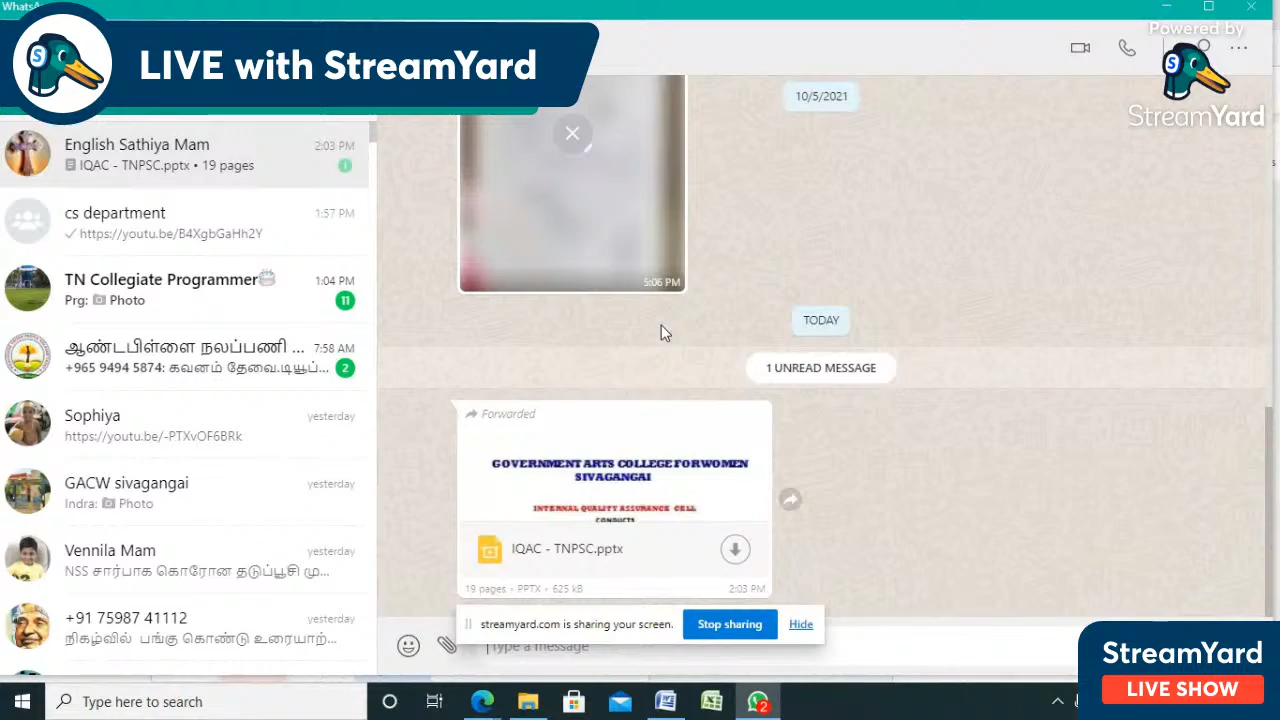 WhatsA
LIVE with StreamYard
Powered by
StreamYard
English Sathiya Mam
2:03 PM
IQAC - TNPSC.pptx • 19 pages
cs department
1:57 PM
https://youtu.be/B4XgbGaHh2Y
TN Collegiate Programmer
1:04 PM
Prg: Photo
11
ஆண்டபிள்ளை நலப்பணி ...
7:58 AM
+965 9494 5874: கவனம் தேவை.டியூப்...
2
Sophiya
yesterday
https://youtu.be/-PTXvOF6BRk
GACW sivagangai
yesterday
Indra: Photo
Vennila Mam
yesterday
NSS சார்பாக கொரோன தடுப்பூசி மு...
+91 75987 41112
yesterday
நிகழ்வில் பங்கு கொண்டு உரையாற்...
10/5/2021
5:06 PM
TODAY
1 UNREAD MESSAGE
Forwarded
GOVERNMENT ARTS COLLEGE FOR WOMEN
SIVAGANGAI
INTERNAL QUALITY ASSURANCE CELL
CONDUCTS
IQAC - TNPSC.pptx
19 pages • PPTX • 625 kB
2:03 PM
streamyard.com is sharing your screen.
Stop sharing
Hide
Type a message
StreamYard
LIVE SHOW
Type here to search
2